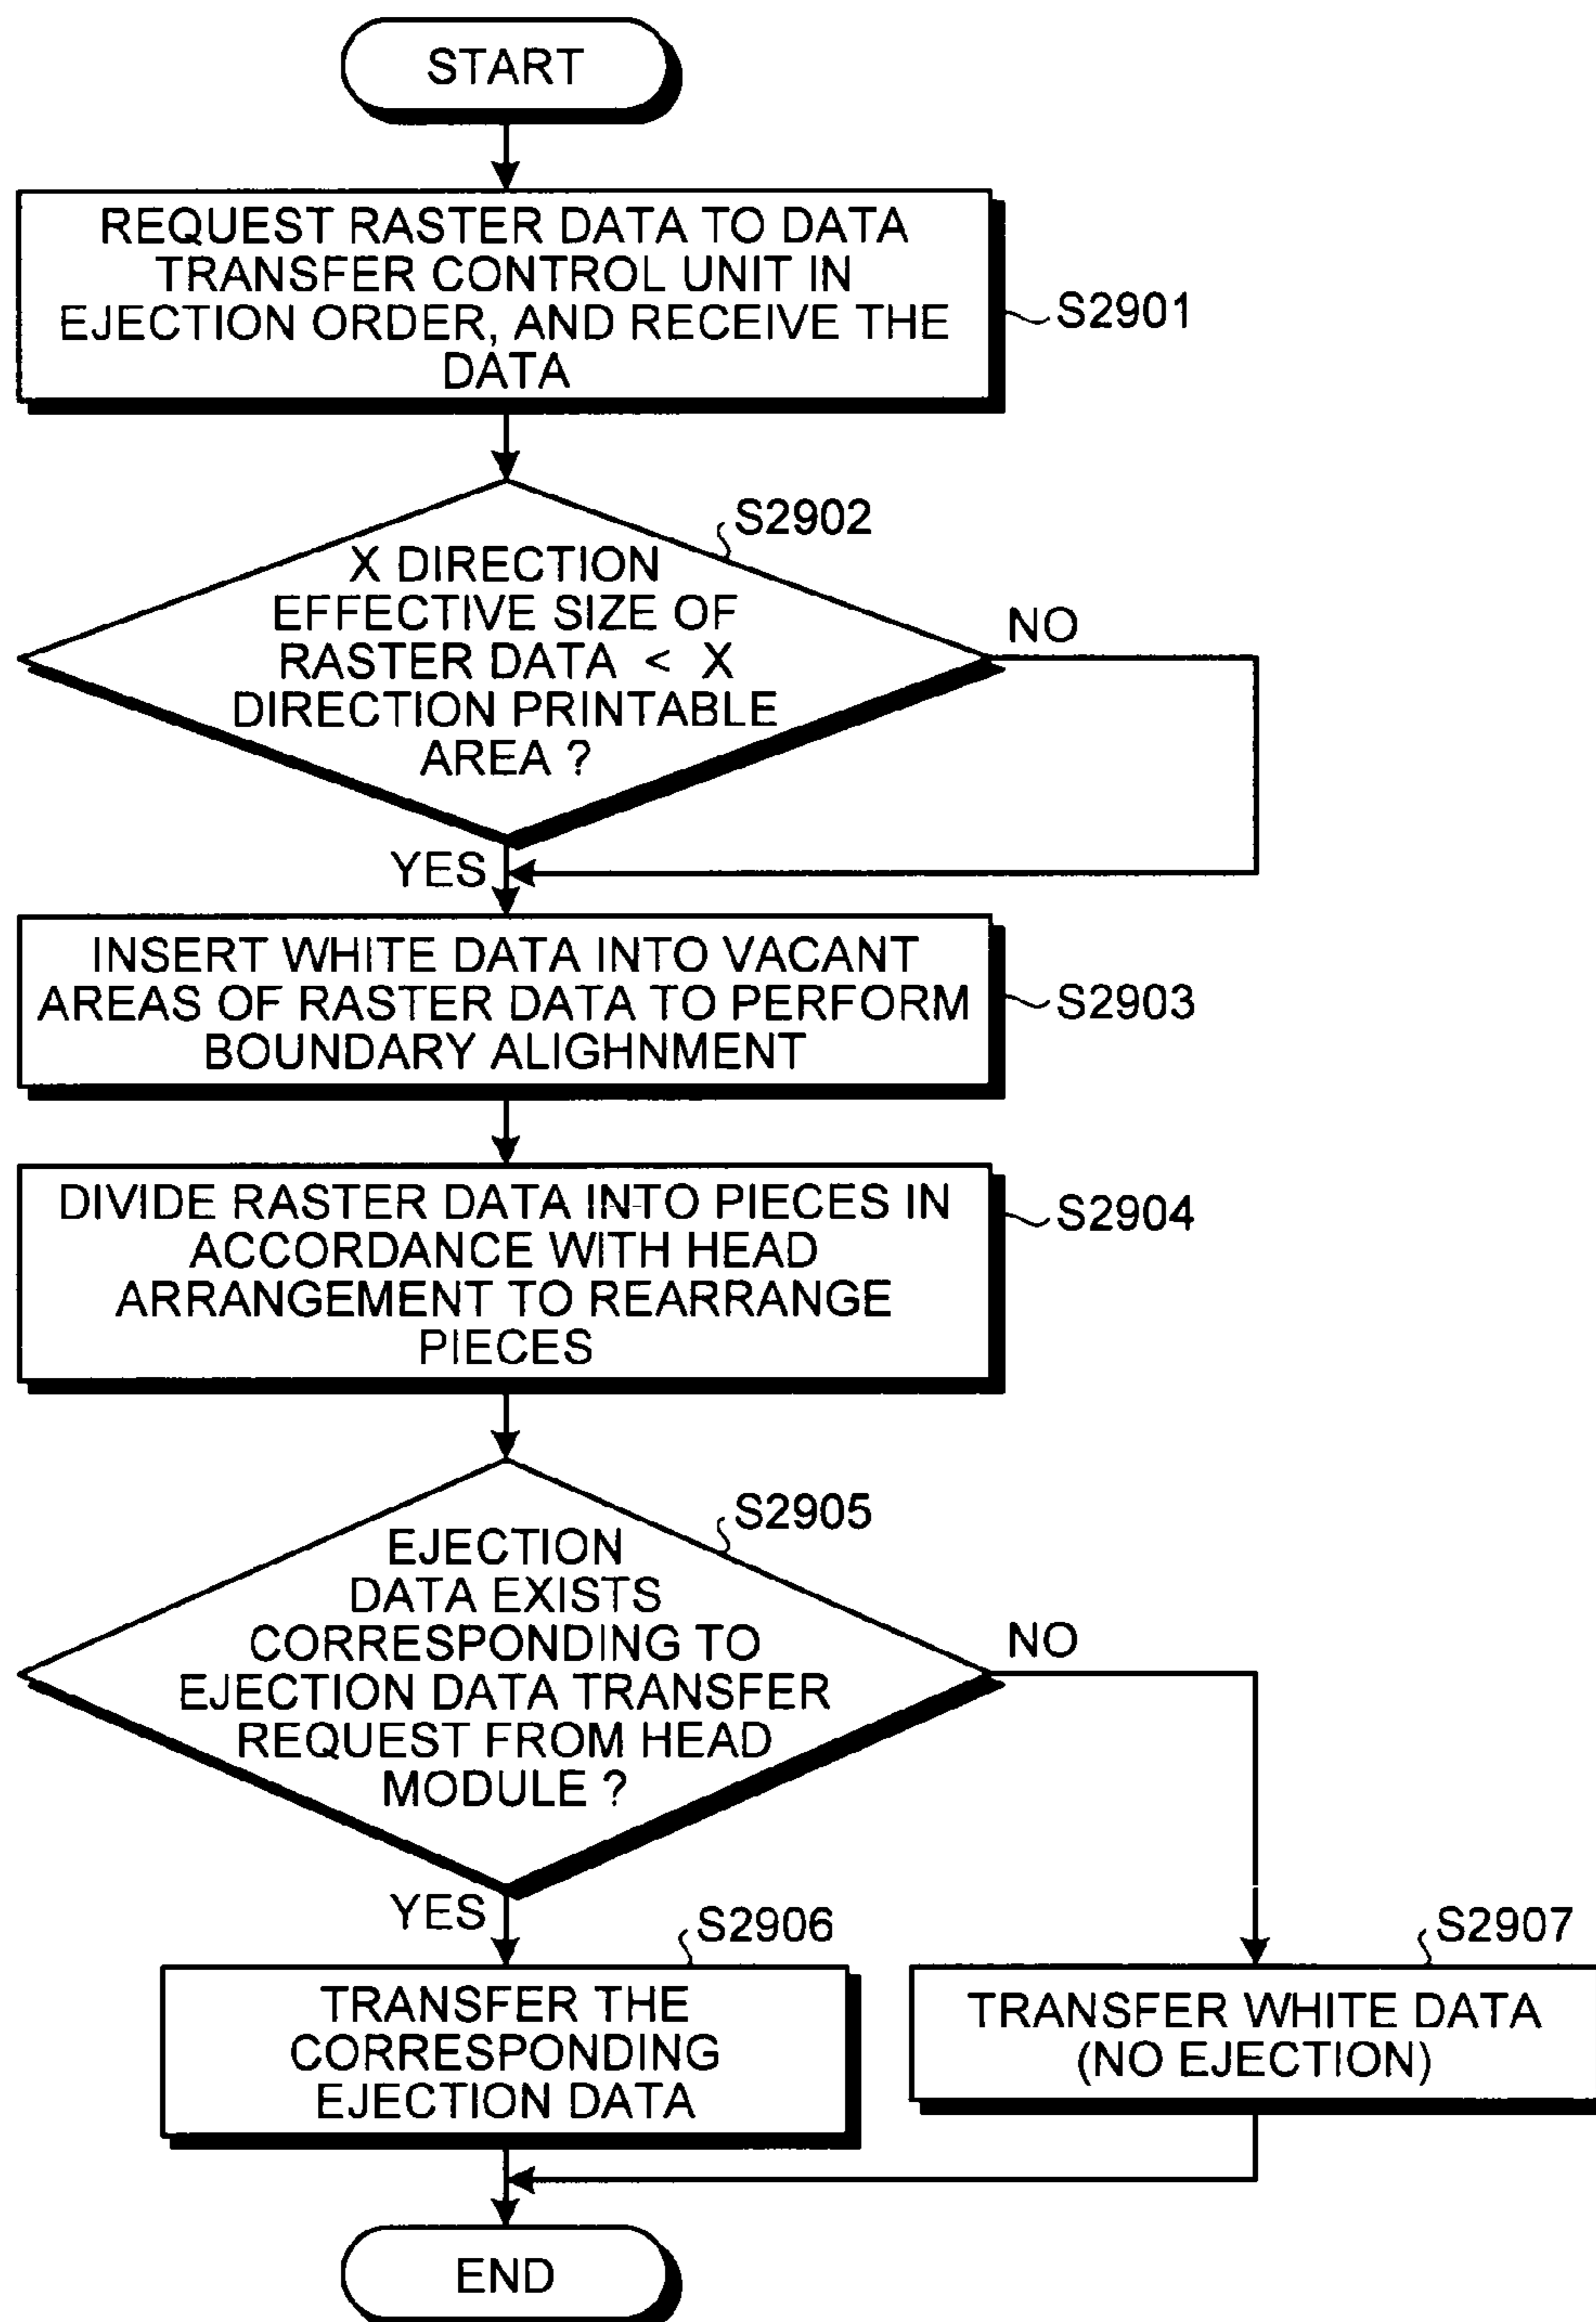 START
REQUEST RASTER DATA TO DATA
TRANSFER CONTROL UNIT IN
EJECTION ORDER, AND RECEIVE THE
DATA
S2901
S2902
X DIRECTION
EFFECTIVE SIZE OF
RASTER DATA < X
DIRECTION PRINTABLE
AREA ?
NO
YES
INSERT WHITE DATA INTO VACANT
AREAS OF RASTER DATA TO PERFORM
BOUNDARY ALIGHNMENT
S2903
DIVIDE RASTER DATA INTO PIECES IN
ACCORDANCE WITH HEAD
ARRANGEMENT TO REARRANGE
PIECES
S2904
S2905
EJECTION
DATA EXISTS
CORRESPONDING TO
EJECTION DATA TRANSFER
REQUEST FROM HEAD
MODULE ?
NO
YES
S2906
TRANSFER THE
CORRESPONDING
EJECTION DATA
S2907
TRANSFER WHITE DATA
(NO EJECTION)
END